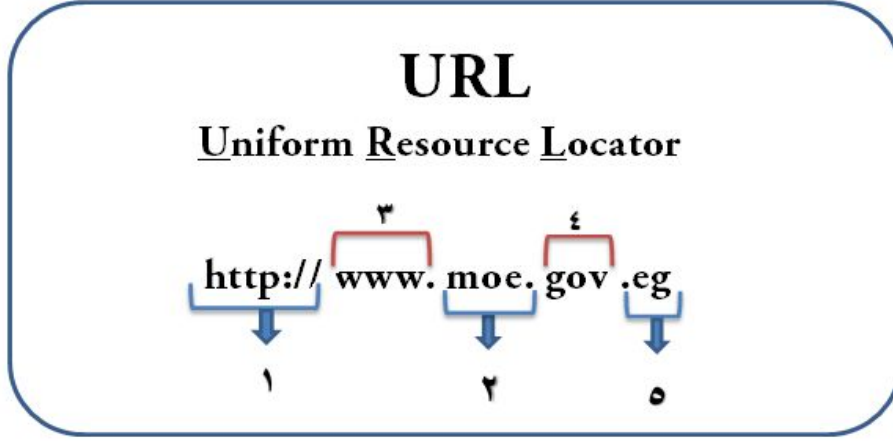 URL
Uniform Resource Locator
٣ ٤
http:// www. moe. gov .eg
١ ٢ ٥